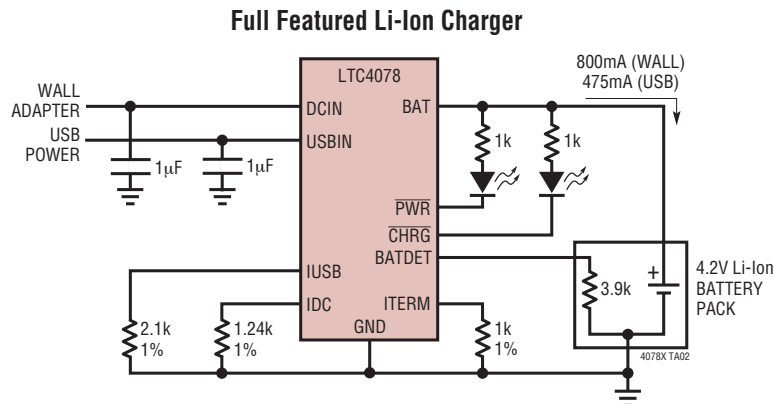 Full Featured Li-Ion Charger
800mA (WALL)
475mA (USB)
LTC4078
WALL
ADAPTER
DCIN
BAT
USB
POWER
USBIN
1k
1k
1μF
1μF
PWR
CHRG
BATDET
IUSB
3.9k
+
4.2V Li-Ion
BATTERY
PACK
IDC
ITERM
GND
2.1k
1%
1.24k
1%
1k
1%
4078X TA02